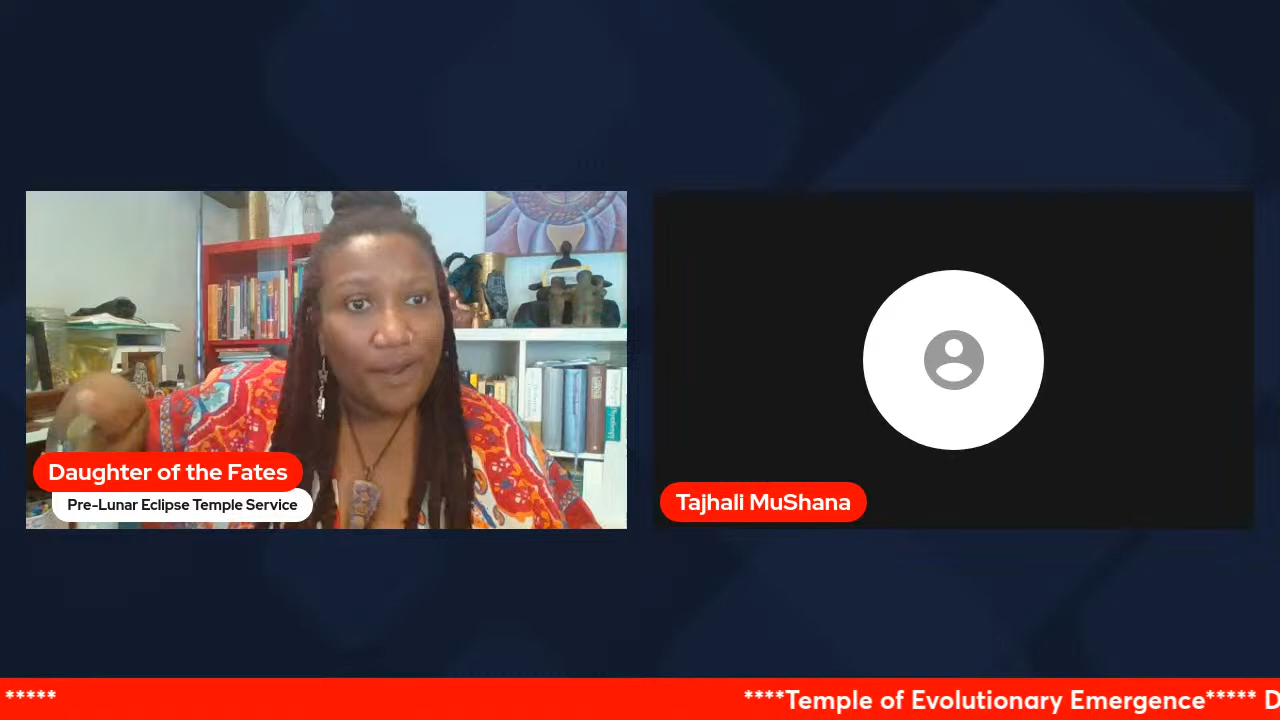 Daughter of the Fates
Pre-Lunar Eclipse Temple Service
Tajhali MuShana
***** ****Temple of Evolutionary Emergence***** D